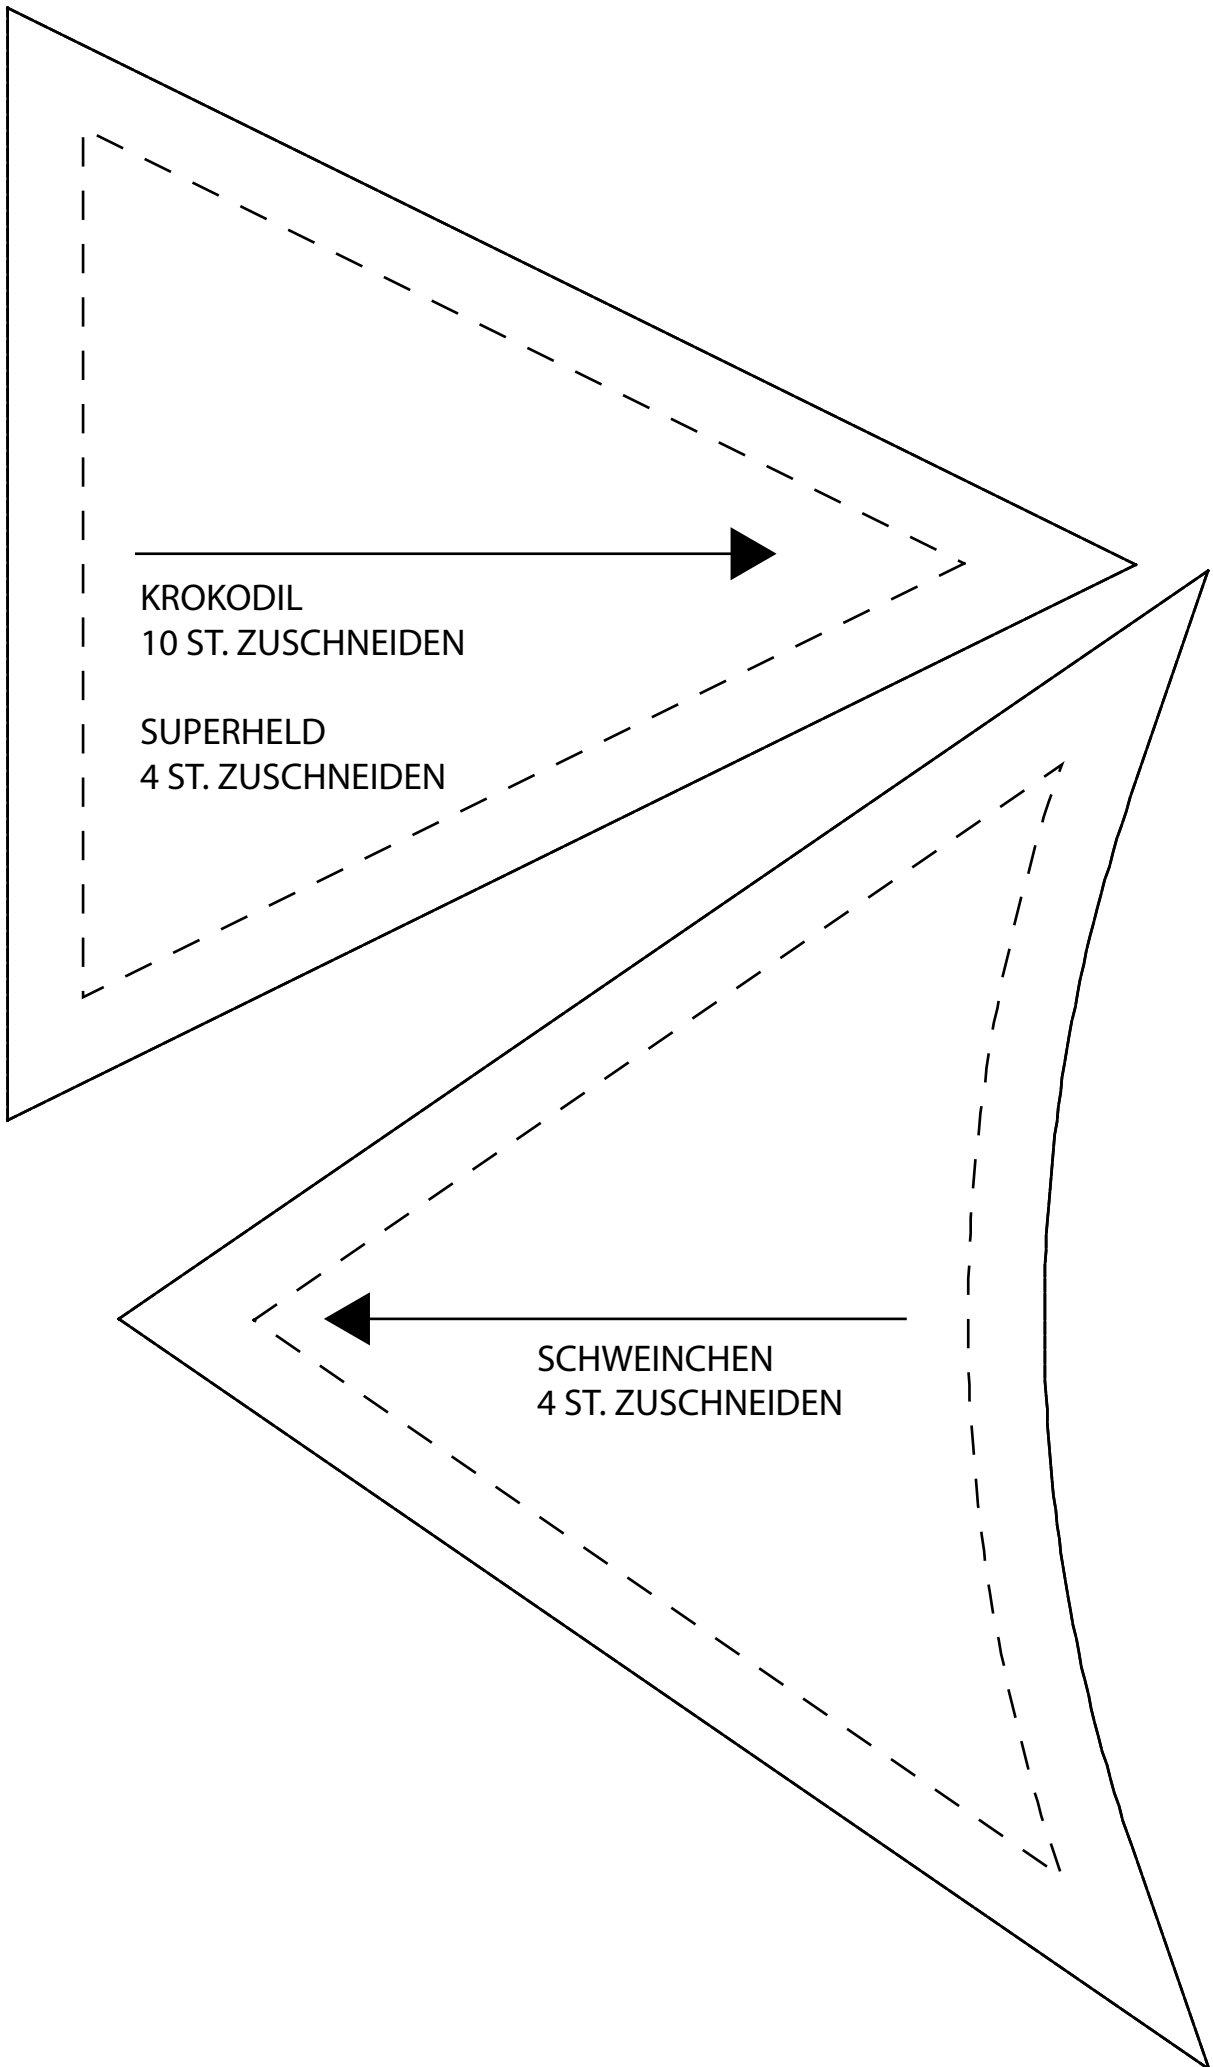 KROKODIL
10 ST. ZUSCHNEIDEN
SUPERHELD
4 ST. ZUSCHNEIDEN
SCHWEINCHEN
4 ST. ZUSCHNEIDEN